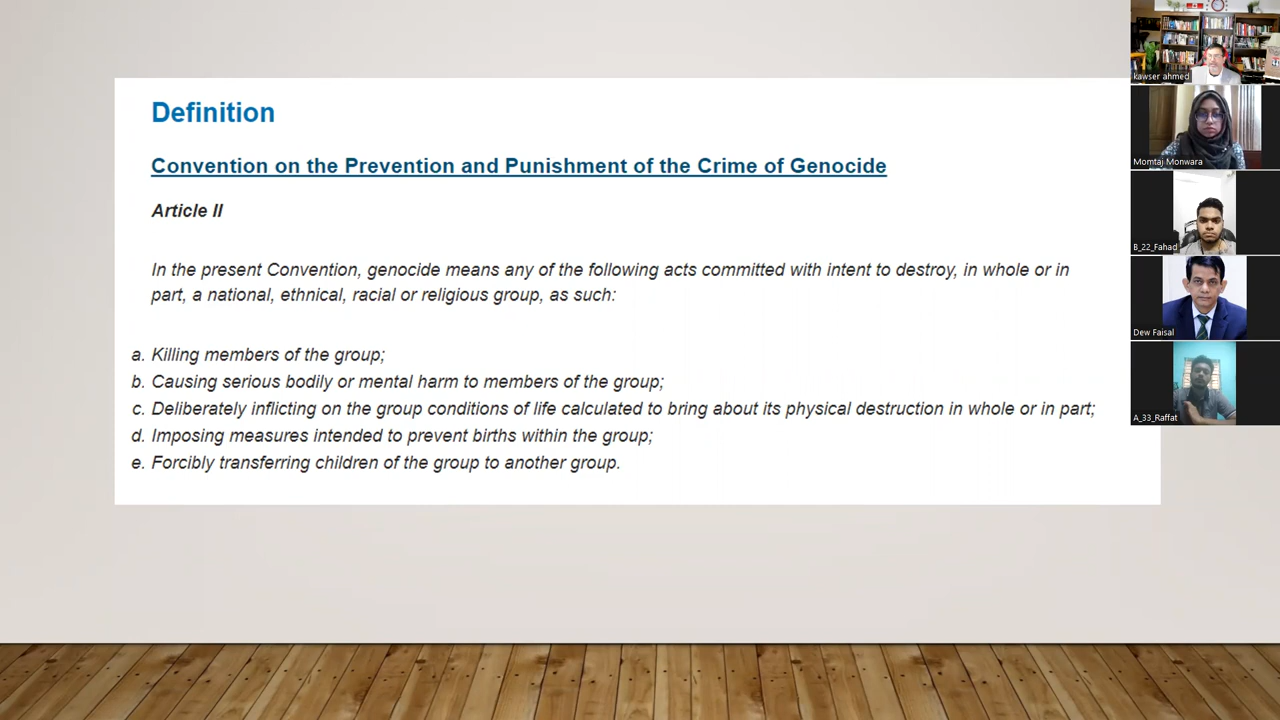 Definition
Convention on the Prevention and Punishment of the Crime of Genocide
Article II
In the present Convention, genocide means any of the following acts committed with intent to destroy, in whole or in
part, a national, ethnical, racial or religious group, as such:
a. Killing members of the group;
b. Causing serious bodily or mental harm to members of the group;
c. Deliberately inflicting on the group conditions of life calculated to bring about its physical destruction in whole or in part;
d. Imposing measures intended to prevent births within the group;
e. Forcibly transferring children of the group to another group.
kawser ahmed
Momtaj Monwara
B_22_Fahad
Dew Faisal
A_33_Raffat